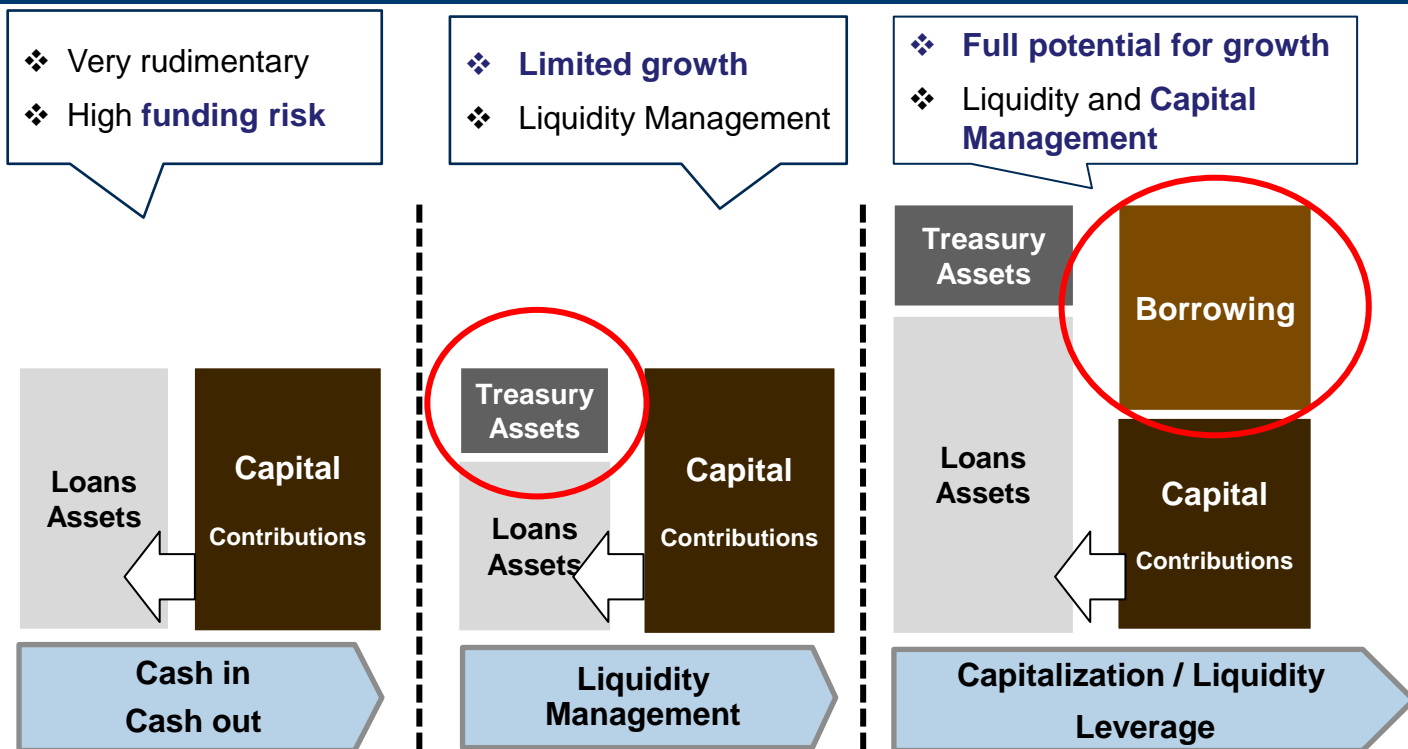 ❖ Very rudimentary
❖ High funding risk
❖ Limited growth
❖ Liquidity Management
❖ Full potential for growth
❖ Liquidity and Capital
Management
Loans
Assets
Capital
Contributions
Treasury
Assets
Loans
Assets
Capital
Contributions
Treasury
Assets
Borrowing
Loans
Assets
Capital
Contributions
Cash in
Cash out
Liquidity
Management
Capitalization / Liquidity
Leverage